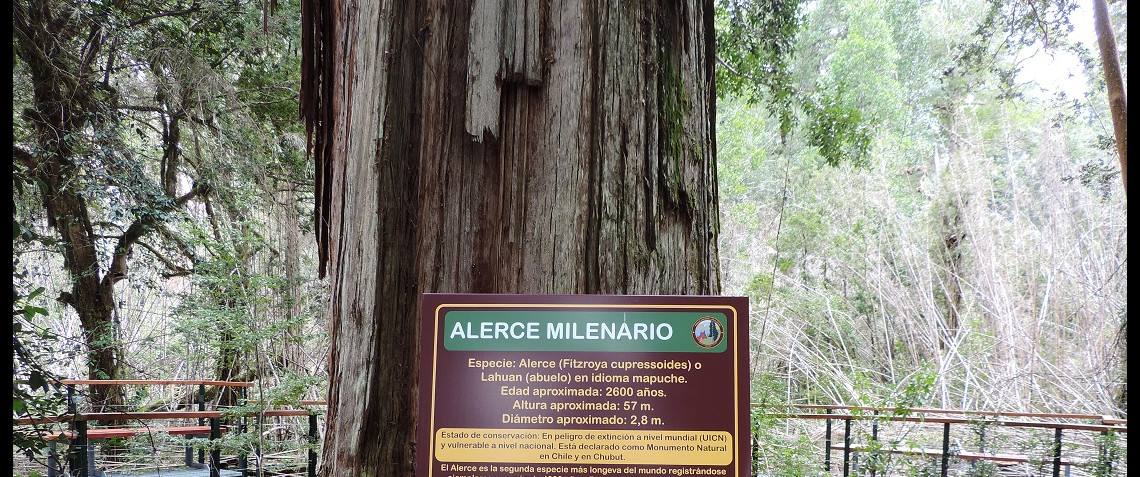 ALERCE MILENARIO
Especie: Alerce (Fitzroya cupressoides) o
Lahuan (abuelo) en idioma mapuche.
Edad aproximada: 2600 años.
Altura aproximada: 57 m.
Diámetro aproximado: 2,8 m.
Estado de conservación: En peligro de extinción a nivel mundial (UICN)
y vulnerable a nivel nacional. Está declarado como Monumento Natural
en Chile y en Chubut.
El Alerce es la segunda especie más longeva del mundo registrándose